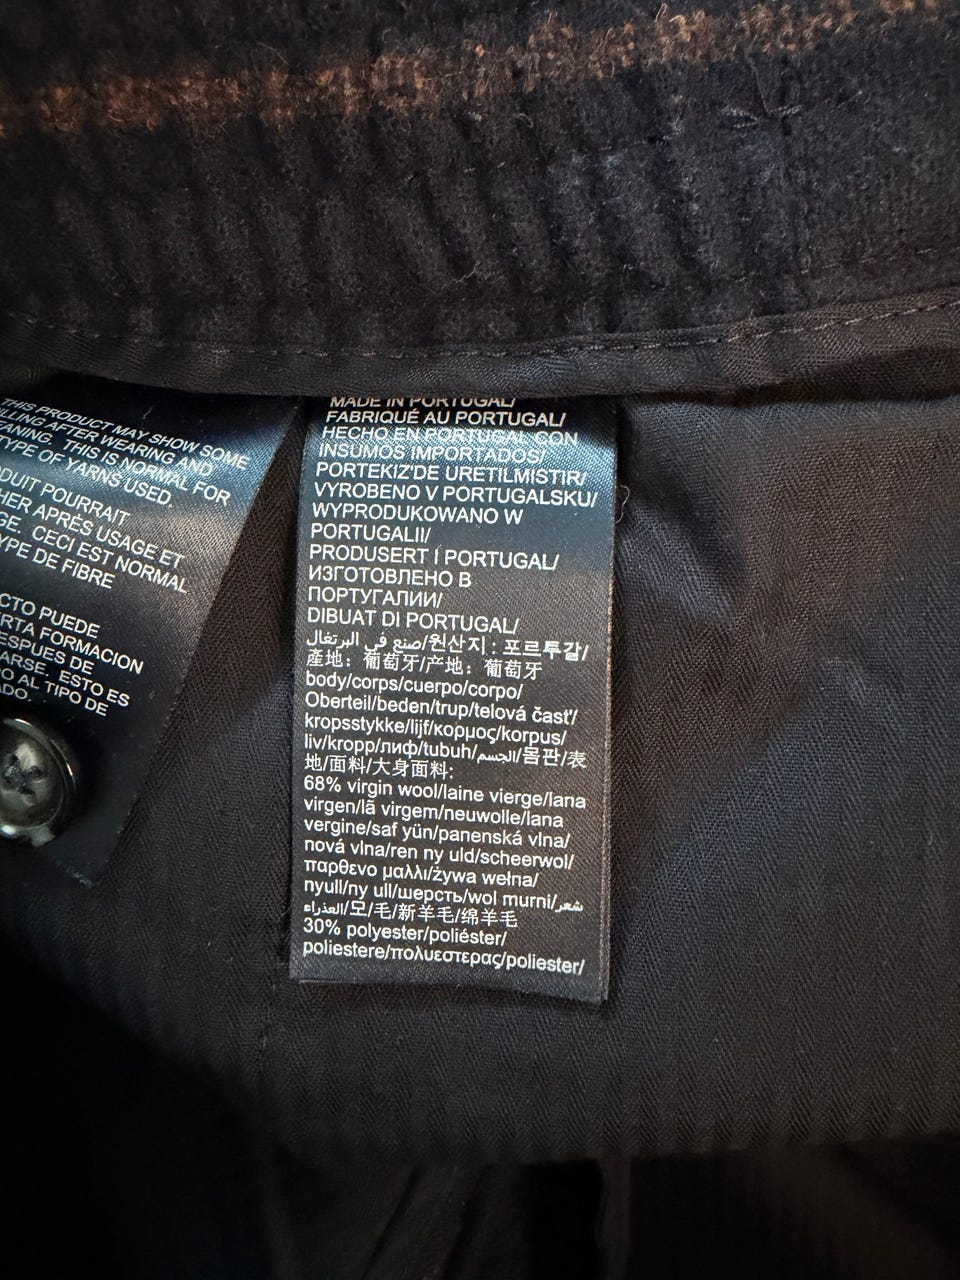 THIS PRODUCT MAY SHOW SOME
AFTER WEARING AND
THIS IS NORMAL FOR
TYPE OF YARNS USED.
POURRAIT
APRÈS USAGE ET
CECI EST NORMAL
DE FIBRE
PUEDE
FORMACION
ESTO ES
AL TIPO DE
MADE IN PORTUGAL/
FABRIQUÉ AU PORTUGAL/
HECHO EN PORTUGAL CON
INSUMOS IMPORTADOS/
PORTEKIZ'DE URETILMISTIR/
VYROBENO V PORTUGALSKU/
WYPRODUKOWANO W
PORTUGALII/
PRODUSERT I PORTUGAL/
ИЗГОТОВЛЕНО В
ПОРТУГАЛИИ/
DIBUAT DI PORTUGAL/
صنع في البرتغال/원산지: 포르투갈/
產地: 葡萄牙/产地: 葡萄牙
body/corps/cuerpo/corpo/
Oberteil/beden/trup/telová časť/
kropsstykke/lijf/κορμος/korpus/
liv/kropp/лиф/tubuh/الجسم/몸판/表
地/面料/大身面料:
68% virgin wool/laine vierge/lana
virgen/lã virgem/neuwolle/lana
vergine/saf yün/panenská vlna/
nová vlna/ren ny uld/scheerwol/
παρθενο μαλλι/żywa wełna/
nyull/ny ull/шерсть/wol murni/شعر
العذراء/모/毛/新羊毛/绵羊毛
30% polyester/poliéster/
poliestere/πολυεστερας/poliester/